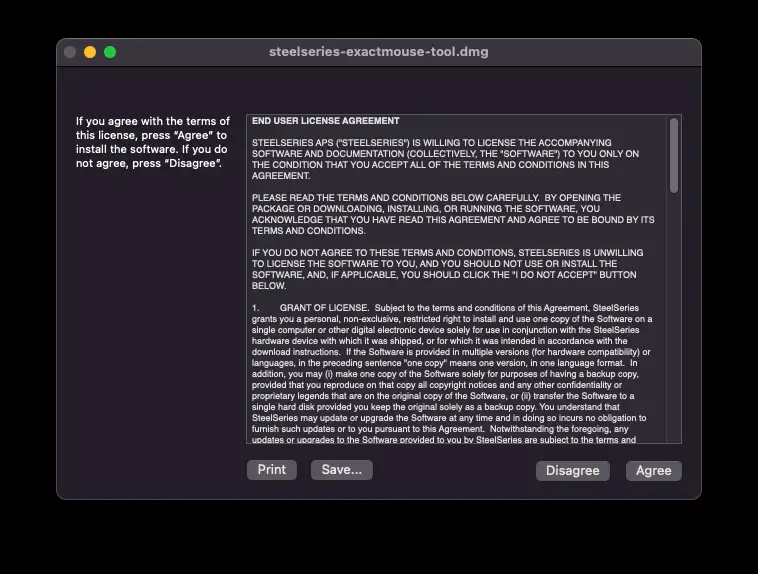 steelseries-exactmouse-tool.dmg
If you agree with the terms of
this license, press “Agree” to
install the software. If you do
not agree, press “Disagree”.
END USER LICENSE AGREEMENT
STEELSERIES APS ("STEELSERIES") IS WILLING TO LICENSE THE ACCOMPANYING
SOFTWARE AND DOCUMENTATION (COLLECTIVELY, THE "SOFTWARE") TO YOU ONLY ON
THE CONDITION THAT YOU ACCEPT ALL OF THE TERMS AND CONDITIONS IN THIS
AGREEMENT.
PLEASE READ THE TERMS AND CONDITIONS BELOW CAREFULLY.  BY OPENING THE
PACKAGE OR DOWNLOADING, INSTALLING, OR RUNNING THE SOFTWARE, YOU
ACKNOWLEDGE THAT YOU HAVE READ THIS AGREEMENT AND AGREE TO BE BOUND BY ITS
TERMS AND CONDITIONS.
IF YOU DO NOT AGREE TO THESE TERMS AND CONDITIONS, STEELSERIES IS UNWILLING
TO LICENSE THE SOFTWARE TO YOU, AND YOU SHOULD NOT USE OR INSTALL THE
SOFTWARE, AND, IF APPLICABLE, YOU SHOULD CLICK THE "I DO NOT ACCEPT" BUTTON
BELOW.
1. GRANT OF LICENSE.  Subject to the terms and conditions of this Agreement, SteelSeries
grants you a personal, non-exclusive, restricted right to install and use one copy of the Software on a
single computer or other digital electronic device solely for use in conjunction with the SteelSeries
hardware device with which it was shipped, or for which it was intended in accordance with the
download instructions.  If the Software is provided in multiple versions (for hardware compatibility) or
languages, in the preceding sentence "one copy" means one version, in one language format.  In
addition, you may (i) make one copy of the Software solely for purposes of having a backup copy,
provided that you reproduce on that copy all copyright notices and any other confidentiality or
proprietary legends that are on the original copy of the Software, or (ii) transfer the Software to a
single hard disk provided you keep the original solely as a backup copy. You understand that
SteelSeries may update or upgrade the Software at any time and in doing so incurs no obligation to
furnish such updates or to you pursuant to this Agreement.  Notwithstanding the foregoing, any
updates or upgrades to the Software provided to you by SteelSeries are subject to the terms and
Print
Save...
Disagree
Agree